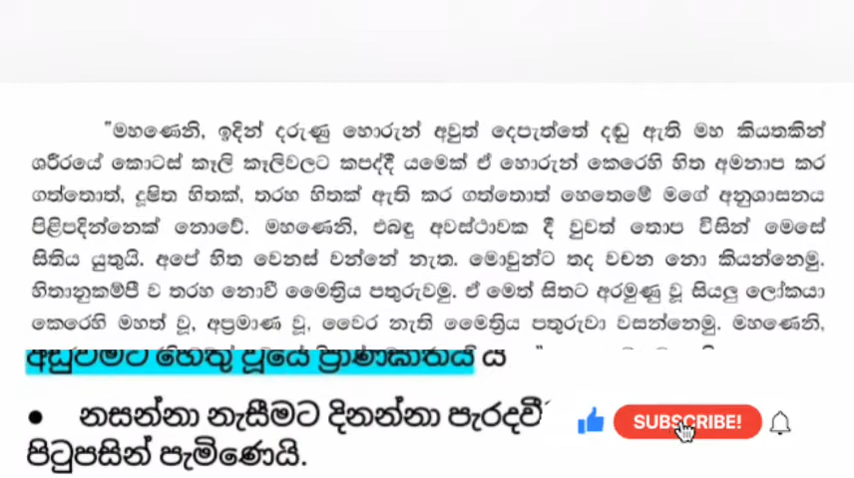 "මහණෙනි, ඉදින් දරුණු හොරුන් අවුත් දෙපැත්තේ දඬු ඇති මහ කියතකින්
ශරීරයේ කොටස් කෑලි කෑලිවලට කපද්දී යමෙක් ඒ හොරුන් කෙරෙහි හිත අමනාප කර
ගත්තොත්, දූෂිත හිතක්, තරහ හිතක් ඇති කර ගත්තොත් හෙතෙමේ මගේ අනුශාසනය
පිළිපදින්නෙක් නොවේ. මහණෙනි, එබඳු අවස්ථාවක දී වුවත් තොප විසින් මෙසේ
සිතිය යුතුයි. අපේ හිත වෙනස් වන්නේ නැත. මොවුන්ට තද වචන නො කියන්නෙමු.
හිතානුකම්පී ව තරහ නොවී මෛත්‍රිය පතුරුවමු. ඒ මෙත් සිතට අරමුණු වූ සියලු ලෝකයා
කෙරෙහි මහත් වූ, අප්‍රමාණ වූ, වෛර නැති මෛත්‍රිය පතුරුවා වසන්නෙමු. මහණෙනි,
අඩුවීමට හේතු වූයේ ප්‍රාණඝාතය ය
● නසන්නා නැසීමට දිනන්නා පැරදවී
SUBSCRIBE!
පිටුපසින් පැමිණෙයි.